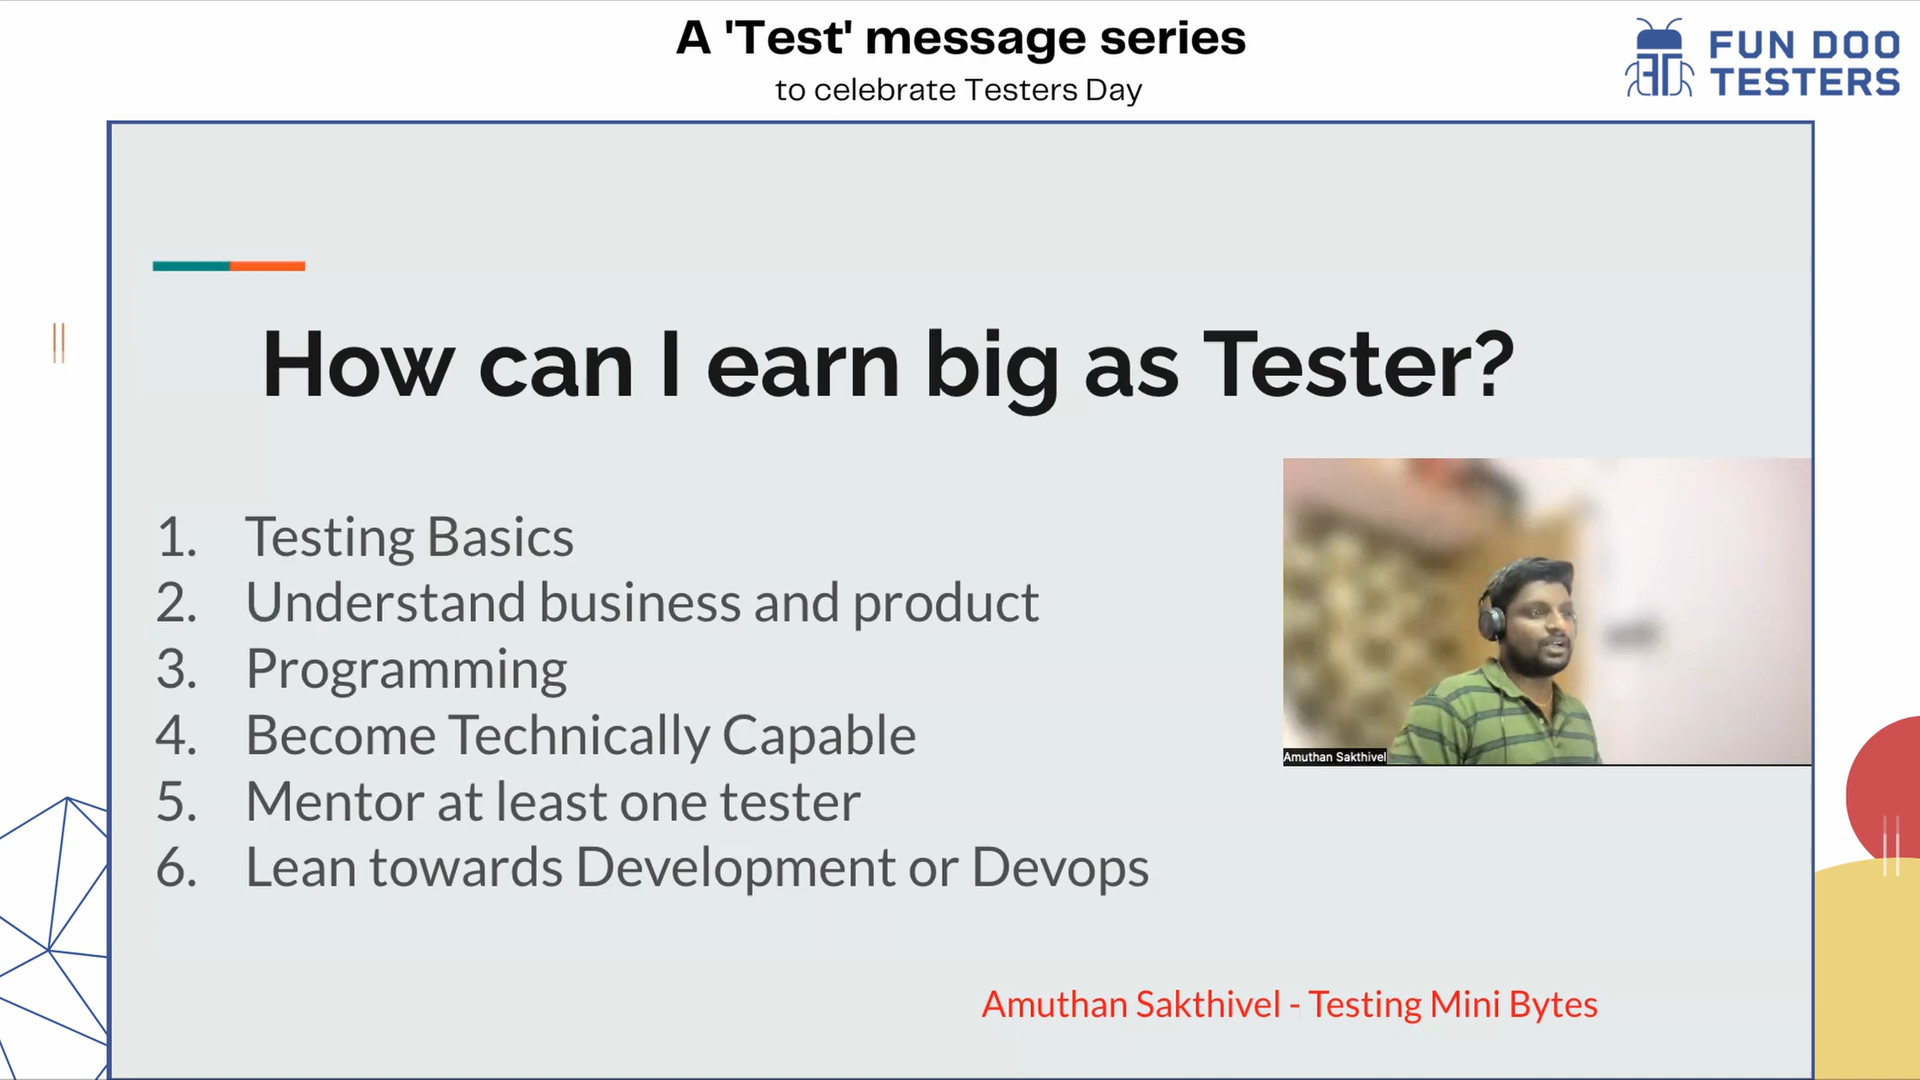 A 'Test' message series
to celebrate Testers Day
FUN DOO
TESTERS
How can I earn big as Tester?
1. Testing Basics
2. Understand business and product
3. Programming
4. Become Technically Capable
5. Mentor at least one tester
6. Lean towards Development or Devops
Amuthan Sakthivel
Amuthan Sakthivel - Testing Mini Bytes